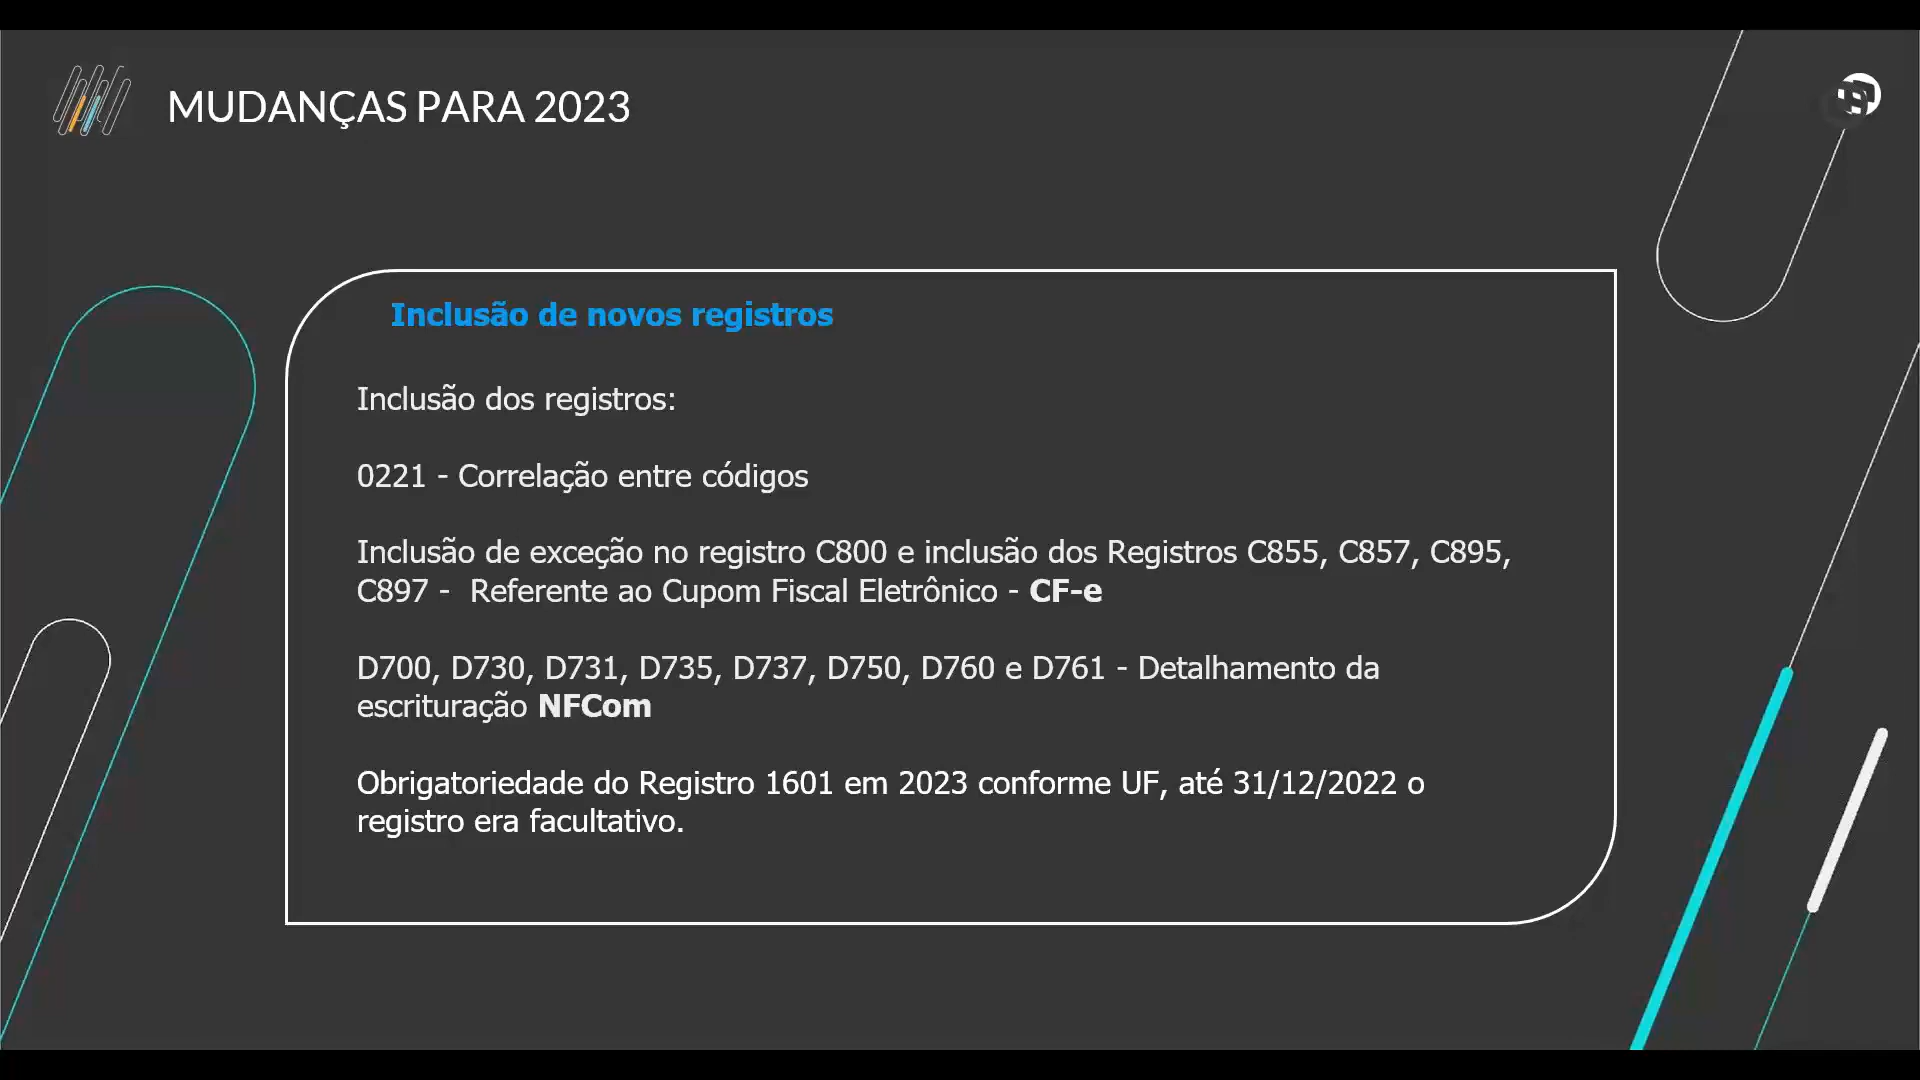 MUDANÇAS PARA 2023
Inclusão de novos registros
Inclusão dos registros:
0221 - Correlação entre códigos
Inclusão de exceção no registro C800 e inclusão dos Registros C855, C857, C895,
C897 -  Referente ao Cupom Fiscal Eletrônico - CF-e
D700, D730, D731, D735, D737, D750, D760 e D761 - Detalhamento da
escrituração NFCom
Obrigatoriedade do Registro 1601 em 2023 conforme UF, até 31/12/2022 o
registro era facultativo.